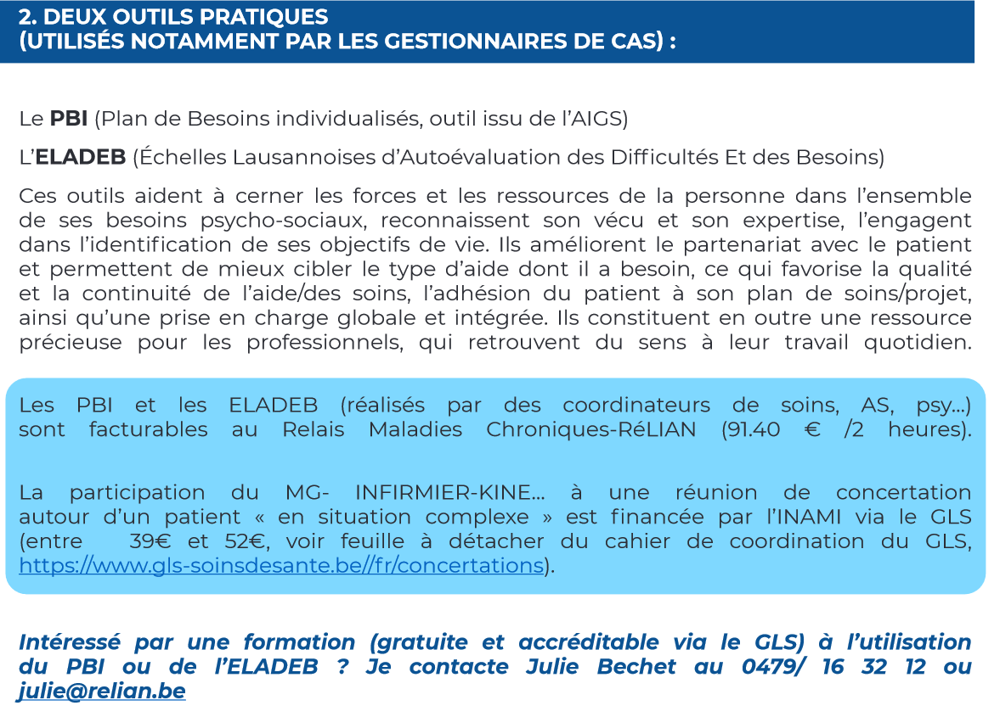 2. DEUX OUTILS PRATIQUES
(UTILISÉS NOTAMMENT PAR LES GESTIONNAIRES DE CAS) :
Le PBI (Plan de Besoins individualisés, outil issu de l’AIGS)
L’ELADEB (Échelles Lausannoises d’Autoévaluation des Difficultés Et des Besoins)
Ces outils aident à cerner les forces et les ressources de la personne dans l’ensemble
de ses besoins psycho-sociaux, reconnaissent son vécu et son expertise, l’engagent
dans l’identification de ses objectifs de vie. Ils améliorent le partenariat avec le patient
et permettent de mieux cibler le type d’aide dont il a besoin, ce qui favorise la qualité
et la continuité de l’aide/des soins, l’adhésion du patient à son plan de soins/projet,
ainsi qu’une prise en charge globale et intégrée. Ils constituent en outre une ressource
précieuse pour les professionnels, qui retrouvent du sens à leur travail quotidien.
Les PBI et les ELADEB (réalisés par des coordinateurs de soins, AS, psy…)
sont facturables au Relais Maladies Chroniques-RéLIAN (91.40 € /2 heures).
La participation du MG- INFIRMIER-KINE… à une réunion de concertation
autour d’un patient « en situation complexe » est financée par l’INAMI via le GLS
(entre 39€ et 52€, voir feuille à détacher du cahier de coordination du GLS,
https://www.gls-soinsdesante.be//fr/concertations).
Intéressé par une formation (gratuite et accréditable via le GLS) à l’utilisation
du PBI ou de l’ELADEB ? Je contacte Julie Bechet au 0479/ 16 32 12 ou
julie@relian.be